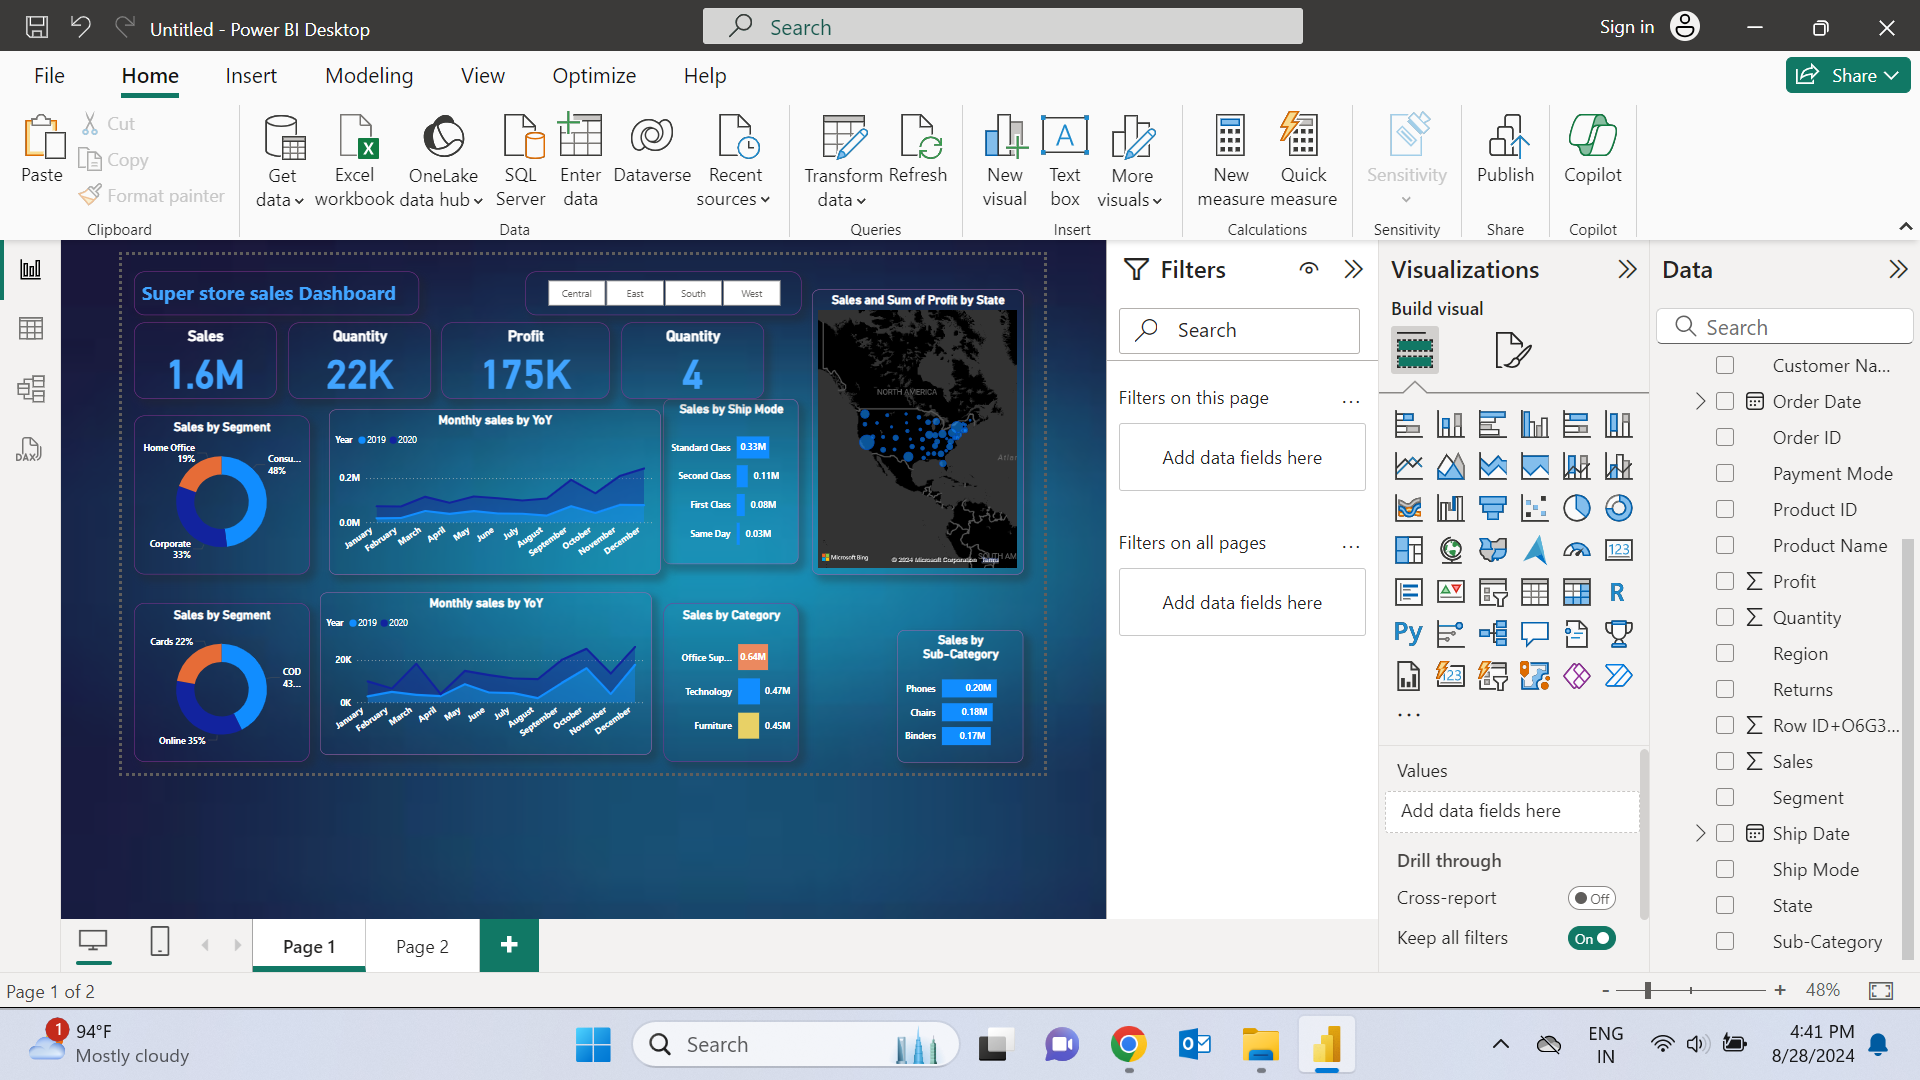 Untitled - Power BI Desktop
Search
Sign in
File
Home
Insert
Modeling
View
Optimize
Help
Share
Paste
Cut
Copy
Format painter
Clipboard
Get data
Excel workbook
OneLake data hub
SQL Server
Enter data
Dataverse
Recent sources
Data
Transform data
Refresh
Queries
New visual
Text box
More visuals
Insert
New measure
Quick measure
Calculations
Sensitivity
Sensitivity
Publish
Share
Copilot
Copilot
Super store sales Dashboard
Central
East
South
West
Sales
1.6M
Quantity
22K
Profit
175K
Quantity
4
Sales and Sum of Profit by State
NORTH AMERICA
Atlan
SOUTH AM
Microsoft Bing
© 2024 Microsoft Corporation Terms
Sales by Segment
Home Office
19%
Consu...
48%
Corporate
33%
Monthly sales by YoY
Year 2019 2020
0.2M
0.0M
January
February
March
April
May
June
July
August
September
October
November
December
Sales by Ship Mode
Standard Class 0.33M
Second Class 0.11M
First Class 0.08M
Same Day 0.03M
Sales by Segment
Cards 22%
COD
43...
Online 35%
Monthly sales by YoY
Year 2019 2020
20K
0K
January
February
March
April
May
June
July
August
September
October
November
December
Sales by Category
Office Sup... 0.64M
Technology 0.47M
Furniture 0.45M
Sales by
Sub-Category
Phones 0.20M
Chairs 0.18M
Binders 0.17M
Filters
Search
Filters on this page
...
Add data fields here
Filters on all pages
...
Add data fields here
Visualizations
Build visual
123
R
Py
123
...
Values
Add data fields here
Drill through
Cross-report
Off
Keep all filters
On
Data
Search
Customer Na...
Order Date
Order ID
Payment Mode
Product ID
Product Name
Profit
Quantity
Region
Returns
Row ID+O6G3...
Sales
Segment
Ship Date
Ship Mode
State
Sub-Category
DAX
Page 1
Page 2
+
Page 1 of 2
- + 48%
1
94°F
Mostly cloudy
Search
ENG
IN
4:41 PM
8/28/2024